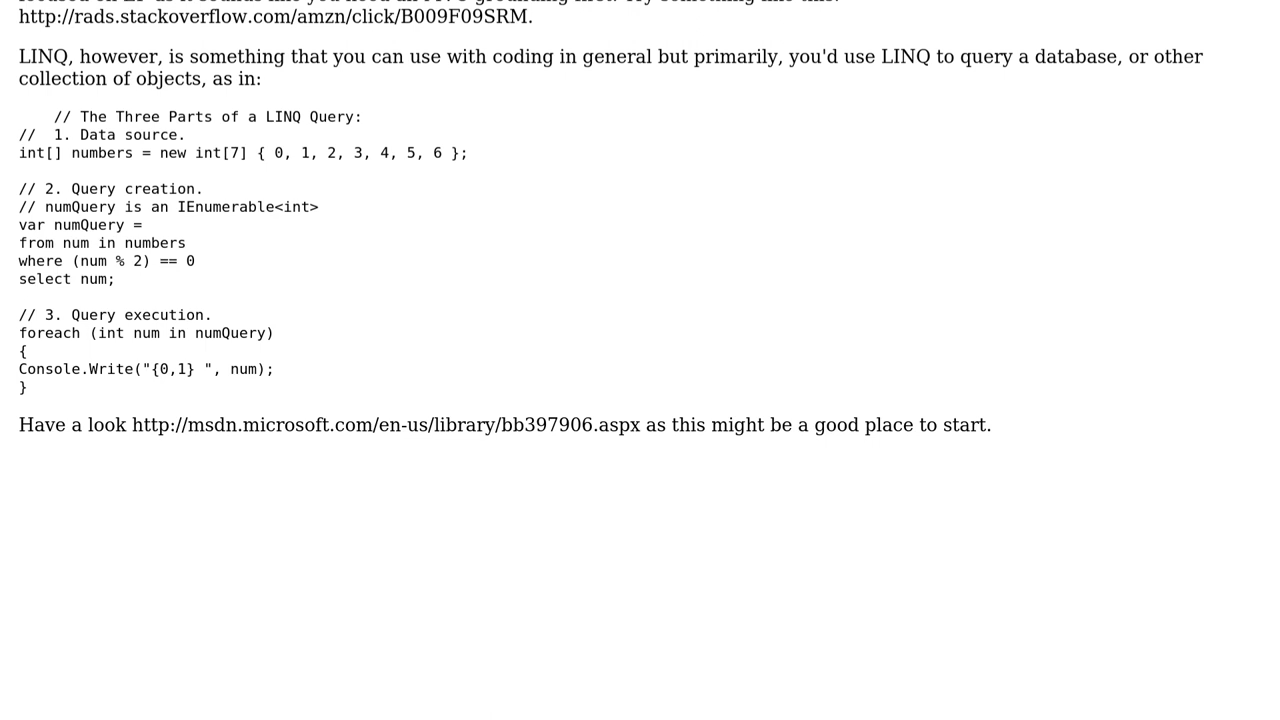 http://rads.stackoverflow.com/amzn/click/B009F09SRM.
LINQ, however, is something that you can use with coding in general but primarily, you'd use LINQ to query a database, or other
collection of objects, as in:
// The Three Parts of a LINQ Query:
//  1. Data source.
int[] numbers = new int[7] { 0, 1, 2, 3, 4, 5, 6 };
// 2. Query creation.
// numQuery is an IEnumerable<int>
var numQuery =
from num in numbers
where (num % 2) == 0
select num;
// 3. Query execution.
foreach (int num in numQuery)
{
Console.Write("{0,1} ", num);
}
Have a look http://msdn.microsoft.com/en-us/library/bb397906.aspx as this might be a good place to start.